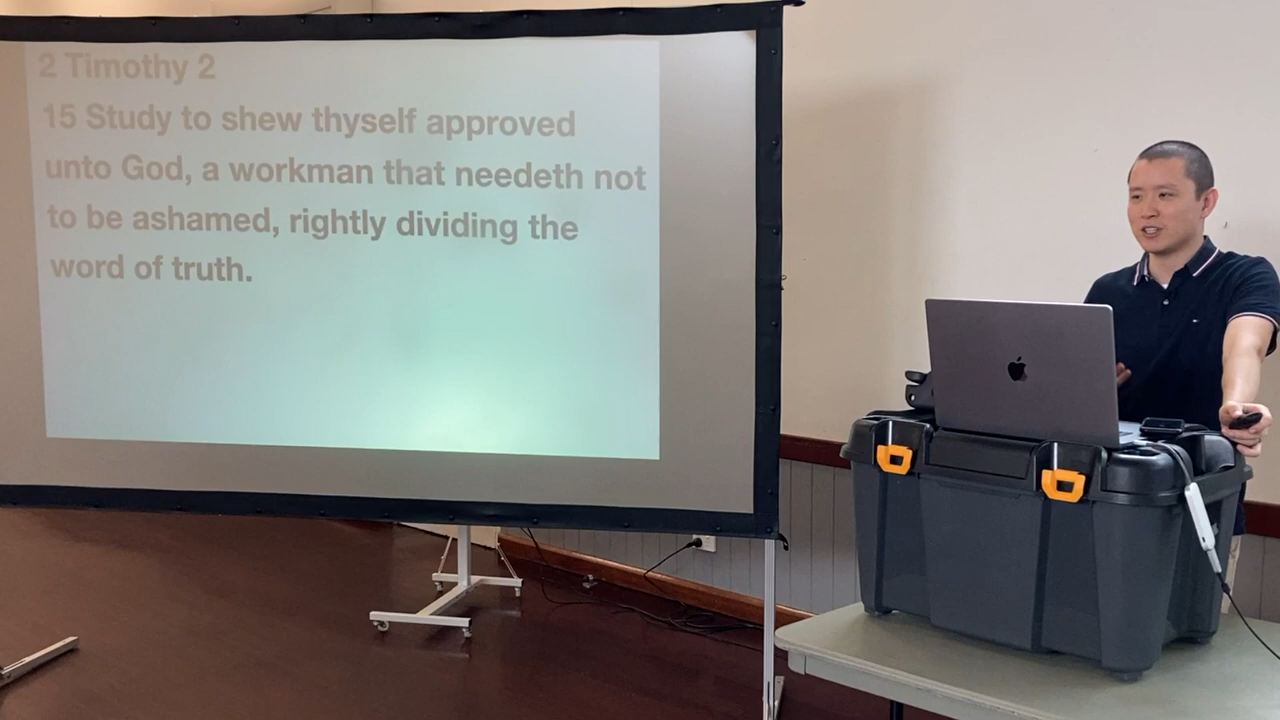 2 Timothy 2
15 Study to shew thyself approved
unto God, a workman that needeth not
to be ashamed, rightly dividing the
word of truth.